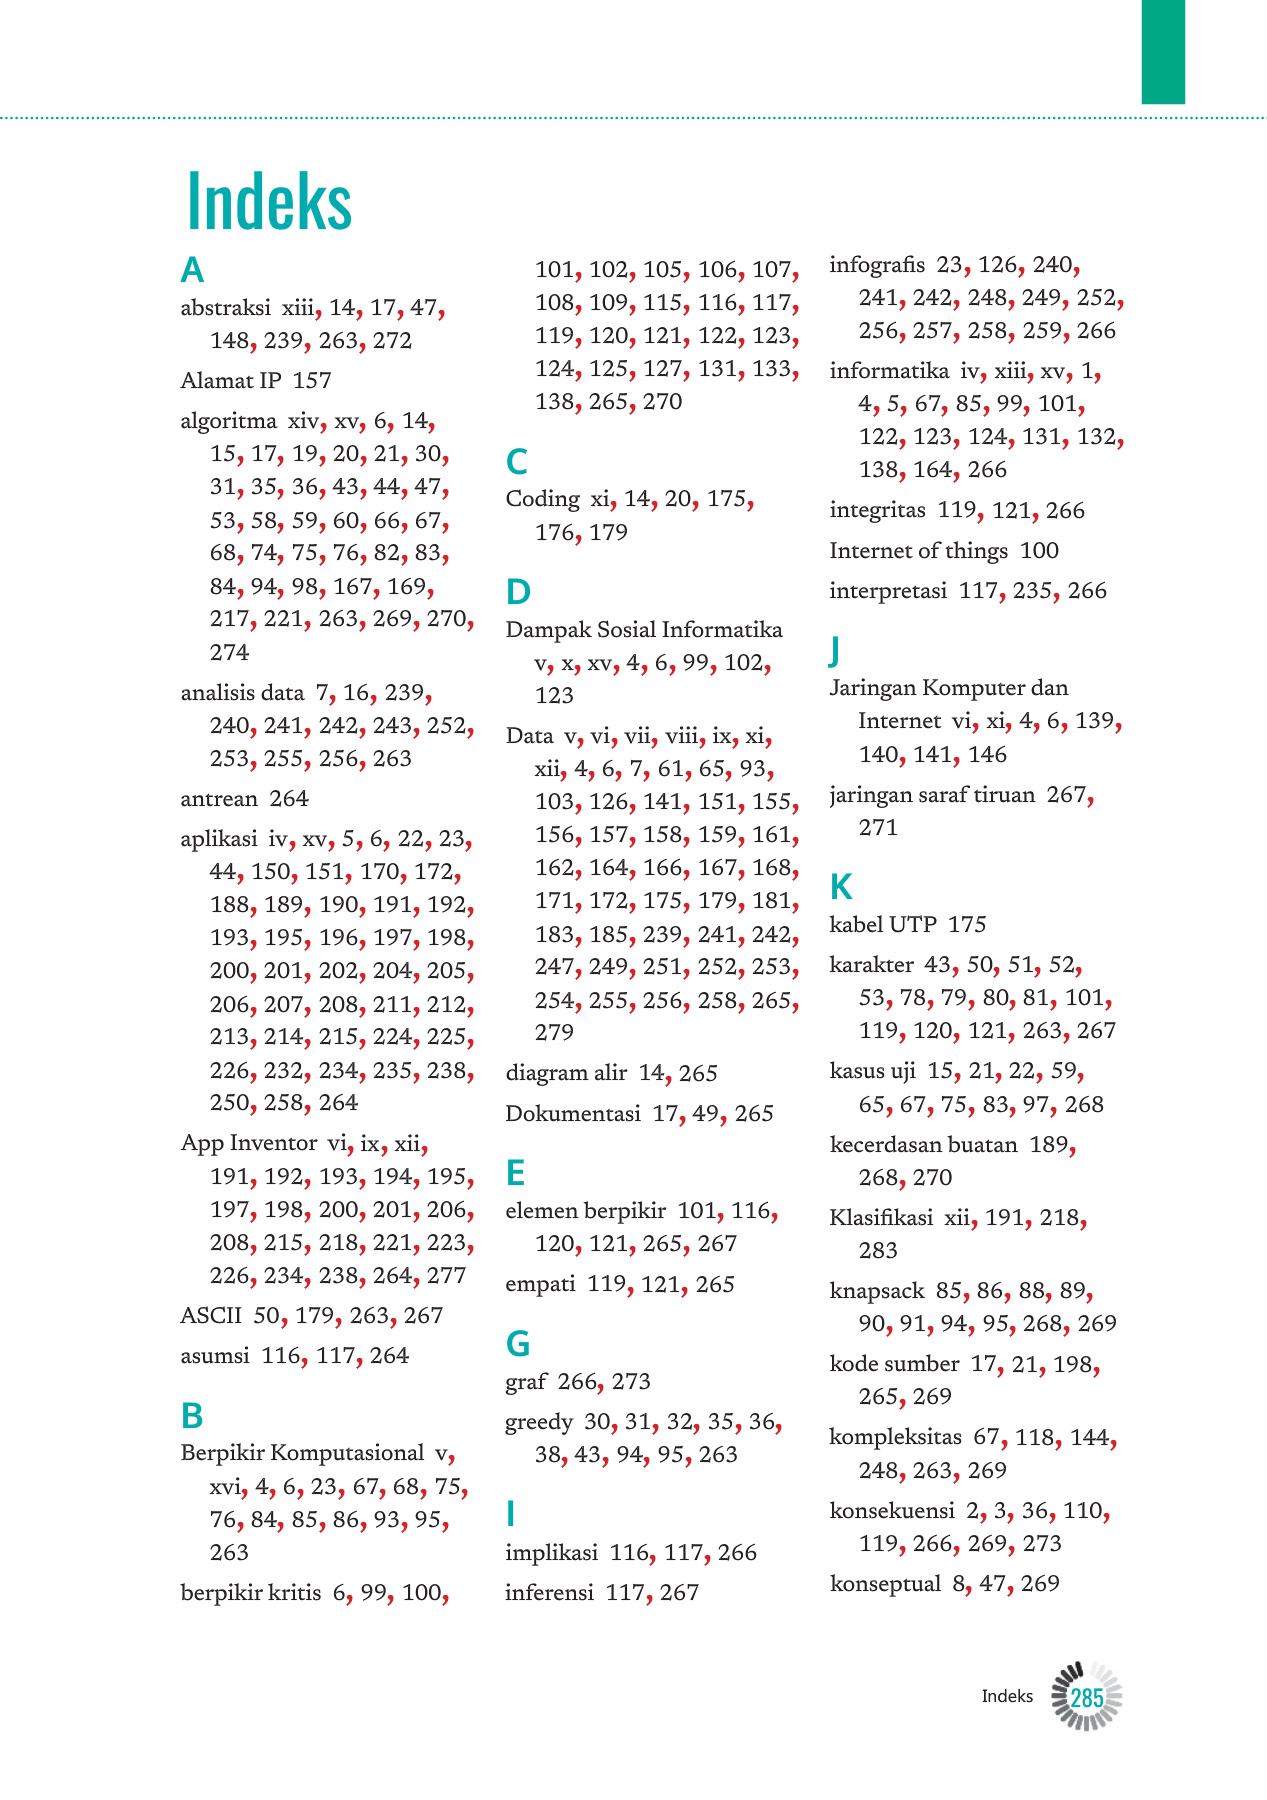 Indeks
A
abstraksi xiii, 14, 17, 47,
148, 239, 263, 272
Alamat IP 157
algoritma xiv, xv, 6, 14,
15, 17, 19, 20, 21, 30,
31, 35, 36, 43, 44, 47,
53, 58, 59, 60, 66, 67,
68, 74, 75, 76, 82, 83,
84, 94, 98, 167, 169,
217, 221, 263, 269, 270,
274
analisis data 7, 16, 239,
240, 241, 242, 243, 252,
253, 255, 256, 263
antrean 264
aplikasi iv, xv, 5, 6, 22, 23,
44, 150, 151, 170, 172,
188, 189, 190, 191, 192,
193, 195, 196, 197, 198,
200, 201, 202, 204, 205,
206, 207, 208, 211, 212,
213, 214, 215, 224, 225,
226, 232, 234, 235, 238,
250, 258, 264
App Inventor vi, ix, xii,
191, 192, 193, 194, 195,
197, 198, 200, 201, 206,
208, 215, 218, 221, 223,
226, 234, 238, 264, 277
ASCII 50, 179, 263, 267
asumsi 116, 117, 264
B
Berpikir Komputasional v,
xvi, 4, 6, 23, 67, 68, 75,
76, 84, 85, 86, 93, 95,
263
berpikir kritis 6, 99, 100,
101, 102, 105, 106, 107,
108, 109, 115, 116, 117,
119, 120, 121, 122, 123,
124, 125, 127, 131, 133,
138, 265, 270
C
Coding xi, 14, 20, 175,
176, 179
D
Dampak Sosial Informatika
v, x, xv, 4, 6, 99, 102,
123
Data v, vi, vii, viii, ix, xi,
xii, 4, 6, 7, 61, 65, 93,
103, 126, 141, 151, 155,
156, 157, 158, 159, 161,
162, 164, 166, 167, 168,
171, 172, 175, 179, 181,
183, 185, 239, 241, 242,
247, 249, 251, 252, 253,
254, 255, 256, 258, 265,
279
diagram alir 14, 265
Dokumentasi 17, 49, 265
E
elemen berpikir 101, 116,
120, 121, 265, 267
empati 119, 121, 265
G
graf 266, 273
greedy 30, 31, 32, 35, 36,
38, 43, 94, 95, 263
I
implikasi 116, 117, 266
inferensi 117, 267
infografis 23, 126, 240,
241, 242, 248, 249, 252,
256, 257, 258, 259, 266
informatika iv, xiii, xv, 1,
4, 5, 67, 85, 99, 101,
122, 123, 124, 131, 132,
138, 164, 266
integritas 119, 121, 266
Internet of things 100
interpretasi 117, 235, 266
J
Jaringan Komputer dan
Internet vi, xi, 4, 6, 139,
140, 141, 146
jaringan saraf tiruan 267,
271
K
kabel UTP 175
karakter 43, 50, 51, 52,
53, 78, 79, 80, 81, 101,
119, 120, 121, 263, 267
kasus uji 15, 21, 22, 59,
65, 67, 75, 83, 97, 268
kecerdasan buatan 189,
268, 270
Klasifikasi xii, 191, 218,
283
knapsack 85, 86, 88, 89,
90, 91, 94, 95, 268, 269
kode sumber 17, 21, 198,
265, 269
kompleksitas 67, 118, 144,
248, 263, 269
konsekuensi 2, 3, 36, 110,
119, 266, 269, 273
konseptual 8, 47, 269
Indeks 285